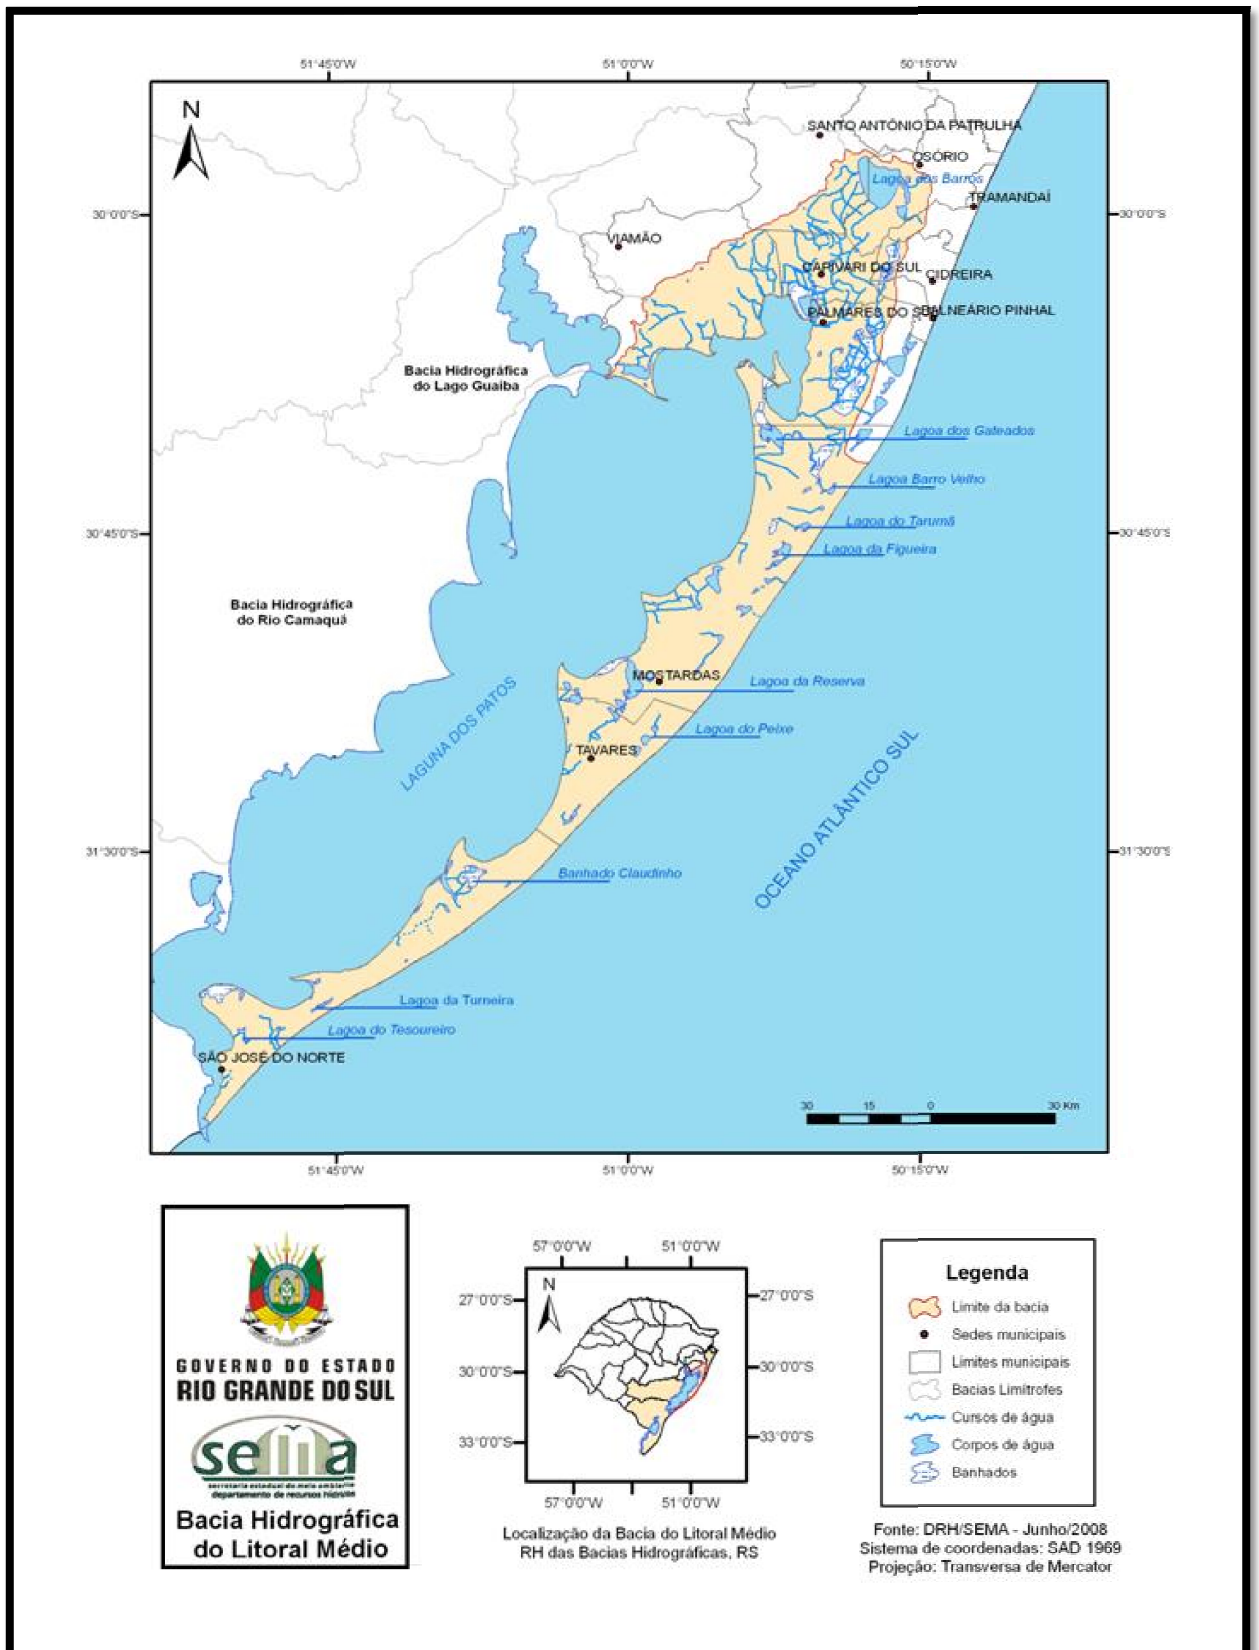 51°45'0"W
51°0'0"W
50°15'0"W
N
SANTO ANTÔNIO DA PATRULHA
OSÓRIO
Lagoa dos Barros
TRAMANDAÍ
30°0'0"S
30°0'0"S
VIAMÃO
CAPIVARI DO SUL
CIDREIRA
PALMARES DO SUL
BALNEÁRIO PINHAL
Bacia Hidrográfica
do Lago Guaiba
Lagoa dos Gateados
Lagoa Barro Velho
Lagoa do Tarumã
30°45'0"S
30°45'0"S
Lagoa da Figueira
Bacia Hidrográfica
do Rio Camaquã
MOSTARDAS
Lagoa da Reserva
LAGUNA DOS PATOS
Lagoa do Peixe
TAVARES
OCEANO ATLÂNTICO SUL
31°30'0"S
31°30'0"S
Banhado Claudinho
Lagoa da Turneira
Lagoa do Tesoureiro
SÃO JOSÉ DO NORTE
30 15 0 30 Km
51°45'0"W
51°0'0"W
50°15'0"W
GOVERNO DO ESTADO
RIO GRANDE DO SUL
sema
secretaria estadual do meio ambiente
departamento de recursos hídricos
Bacia Hidrográfica
do Litoral Médio
57°0'0"W
51°0'0"W
N
27°0'0"S
27°0'0"S
30°0'0"S
30°0'0"S
33°0'0"S
33°0'0"S
57°0'0"W
51°0'0"W
Localização da Bacia do Litoral Médio
RH das Bacias Hidrográficas, RS
Legenda
Limite da bacia
Sedes municipais
Limites municipais
Bacias Limítrofes
Cursos de água
Corpos de água
Banhados
Fonte: DRH/SEMA - Junho/2008
Sistema de coordenadas: SAD 1969
Projeção: Transversa de Mercator